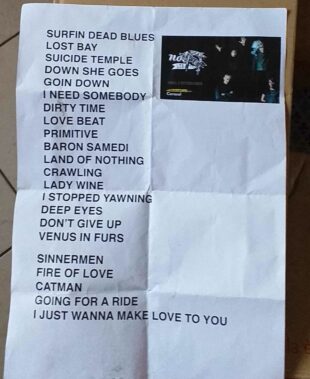 SURFIN DEAD BLUES
LOST BAY
SUICIDE TEMPLE
DOWN SHE GOES
GOIN DOWN
I NEED SOMEBODY
DIRTY TIME
LOVE BEAT
PRIMITIVE
BARON SAMEDI
LAND OF NOTHING
CRAWLING
LADY WINE
I STOPPED YAWNING
DEEP EYES
DON'T GIVE UP
VENUS IN FURS
SINNERMEN
FIRE OF LOVE
CATMAN
GOING FOR A RIDE
I JUST WANNA MAKE LOVE TO YOU